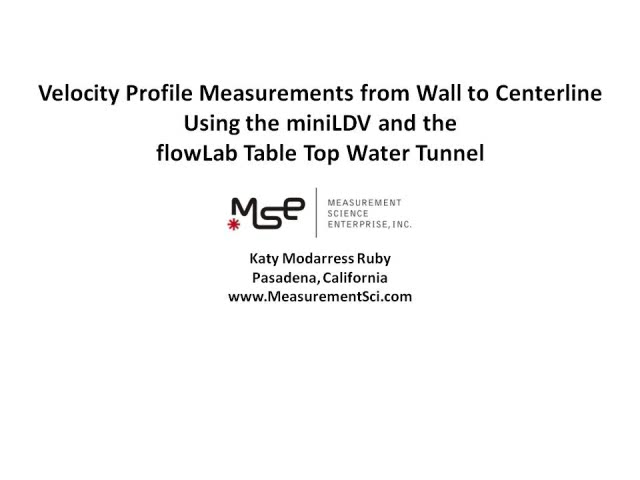 Velocity Profile Measurements from Wall to Centerline
Using the miniLDV and the
flowLab Table Top Water Tunnel
MSe
MEASUREMENT
SCIENCE
ENTERPRISE, INC.
Katy Modarress Ruby
Pasadena, California
www.MeasurementSci.com